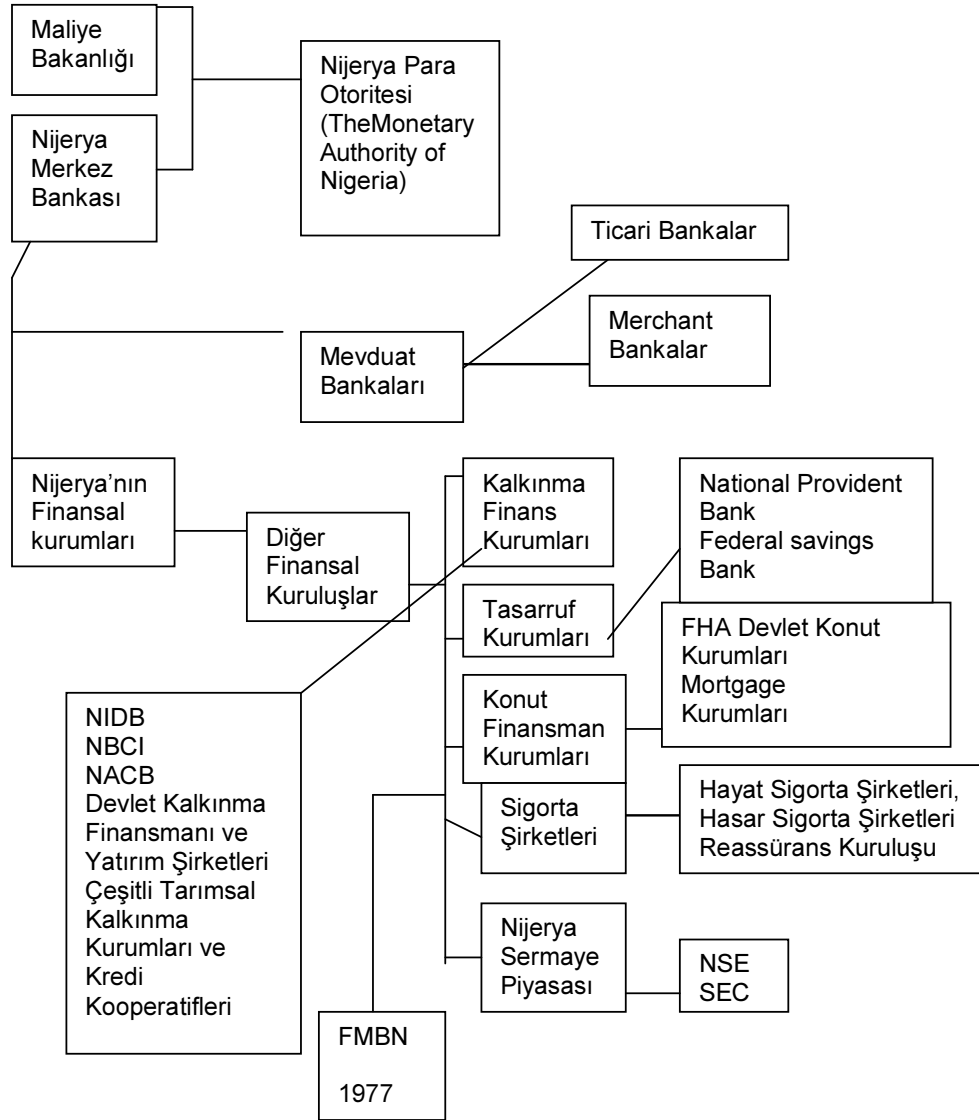 Maliye
Bakanlığı
Nijerya Para
Otoritesi
(TheMonetary
Authority of
Nigeria)
Nijerya
Merkez
Bankası
Ticari Bankalar
Merchant
Bankalar
Mevduat
Bankaları
Nijerya’nın
Finansal
kurumları
Diğer
Finansal
Kuruluşlar
Kalkınma
Finans
Kurumları
National Provident
Bank
Federal savings
Bank
Tasarruf
Kurumları
FHA Devlet Konut
Kurumları
Mortgage
Kurumları
Konut
Finansman
Kurumları
NIDB
NBCI
NACB
Devlet Kalkınma
Finansmanı ve
Yatırım Şirketleri
Çeşitli Tarımsal
Kalkınma
Kurumları ve
Kredi
Kooperatifleri
Sigorta
Şirketleri
Hayat Sigorta Şirketleri,
Hasar Sigorta Şirketleri
Reassürans Kuruluşu
Nijerya
Sermaye
Piyasası
NSE
SEC
FMBN
1977